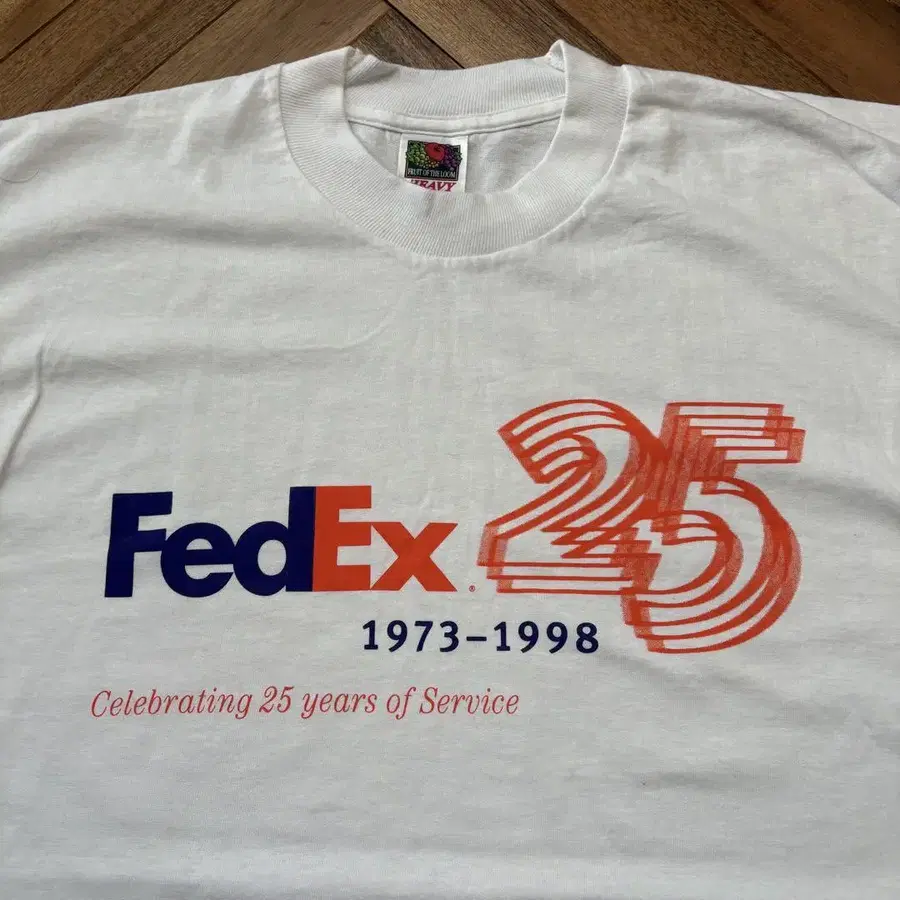 FRUIT OF THE LOOM
HEAVY
25
FedEx®
1973-1998
Celebrating 25 years of Service